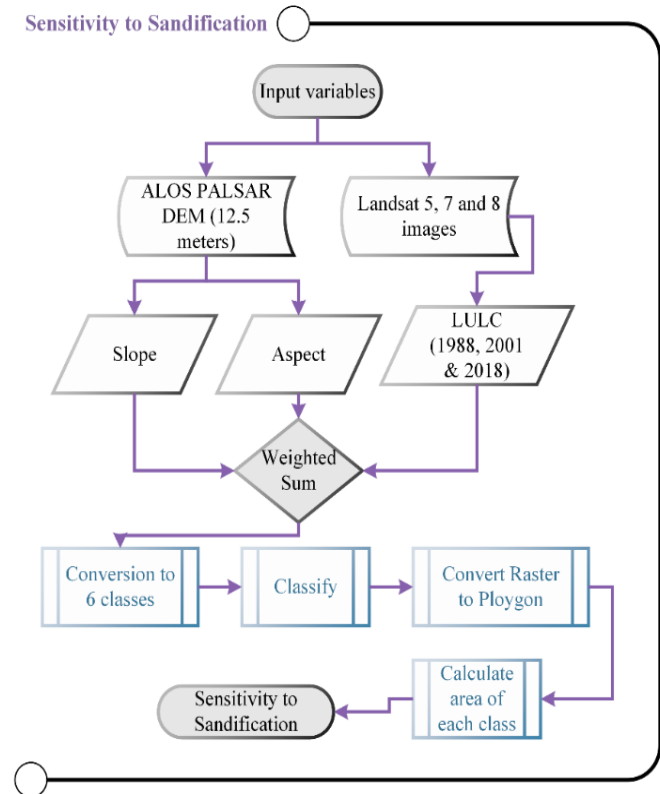 Sensitivity to Sandification
Input variables
ALOS PALSAR
DEM (12.5
meters)
Landsat 5, 7 and 8
images
Slope
Aspect
LULC
(1988, 2001
& 2018)
Weighted
Sum
Conversion to
6 classes
Classify
Convert Raster
to Ploygon
Calculate
area of
each class
Sensitivity to
Sandification